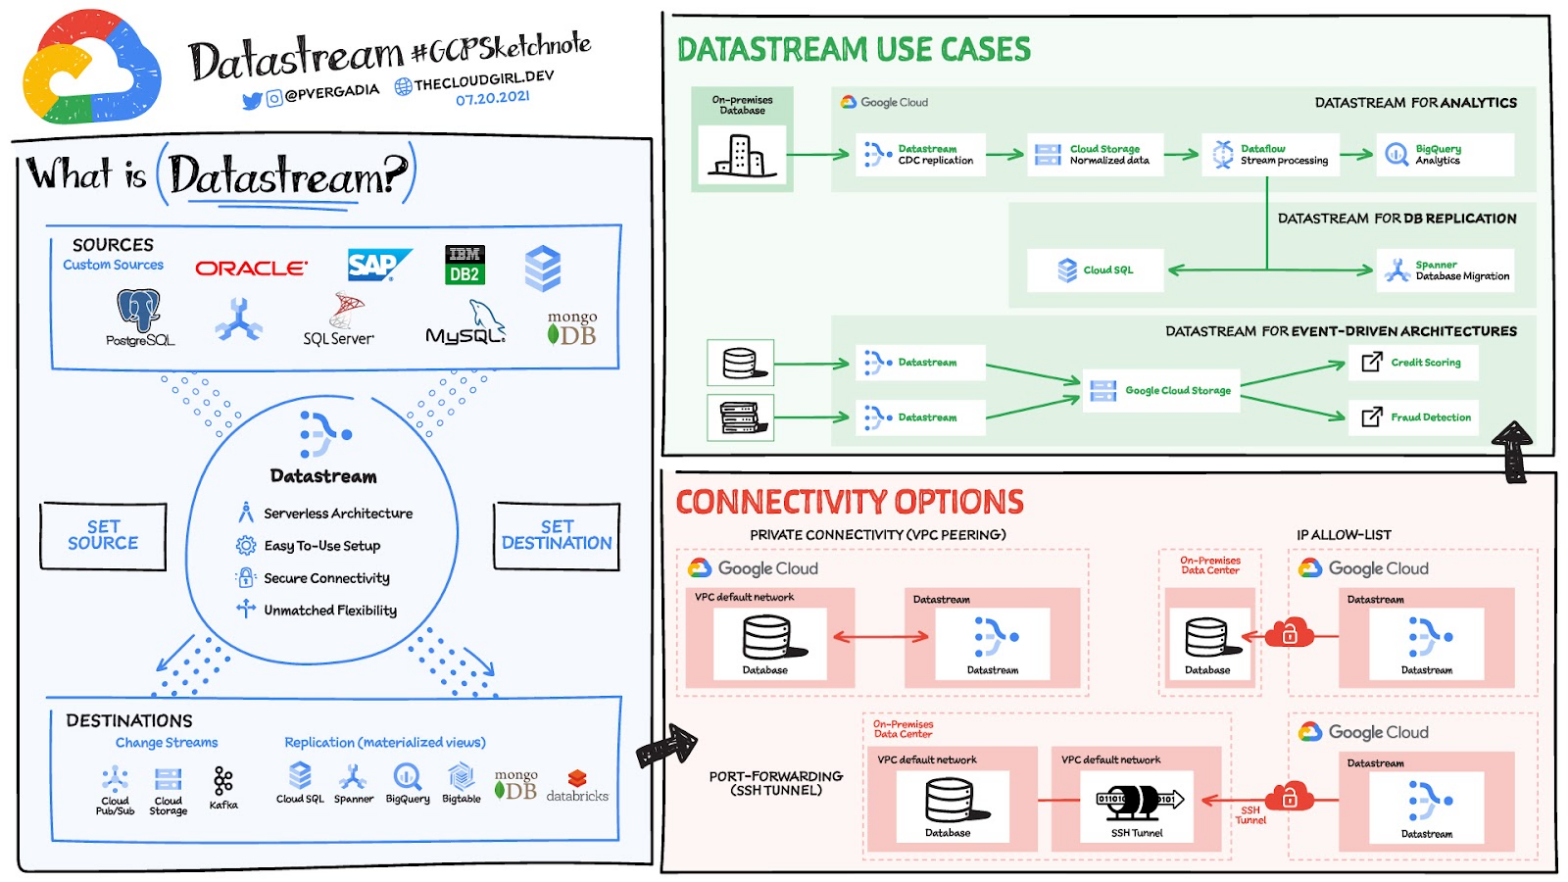 Datastream #GCPSketchnote
@PVERGADIA THECLOUDGIRL.DEV
07.20.2021
What is (Datastream?)
SOURCES
Custom Sources
ORACLE
SAP
IBM
DB2
PostgreSQL
SQL Server
MySQL
mongo
DB
Datastream
Serverless Architecture
Easy To-Use Setup
Secure Connectivity
Unmatched Flexibility
SET
SOURCE
SET
DESTINATION
DESTINATIONS
Change Streams
Cloud
Pub/Sub
Cloud
Storage
Kafka
Replication (materialized views)
Cloud SQL
Spanner
BigQuery
Bigtable
mongo
DB
databricks
DATASTREAM USE CASES
On-premises
Database
Google Cloud
DATASTREAM FOR ANALYTICS
Datastream
CDC replication
Cloud Storage
Normalized data
Dataflow
Stream processing
BigQuery
Analytics
DATASTREAM FOR DB REPLICATION
Cloud SQL
Spanner
Database Migration
DATASTREAM FOR EVENT-DRIVEN ARCHITECTURES
Datastream
Datastream
Google Cloud Storage
Credit Scoring
Fraud Detection
CONNECTIVITY OPTIONS
PRIVATE CONNECTIVITY (VPC PEERING)
Google Cloud
VPC default network
Database
Datastream
Datastream
IP ALLOW-LIST
On-Premises
Data Center
Database
Google Cloud
Datastream
Datastream
PORT-FORWARDING
(SSH TUNNEL)
On-Premises
Data Center
VPC default network
Database
VPC default network
01101 0101
SSH Tunnel
SSH
Tunnel
Google Cloud
Datastream
Datastream